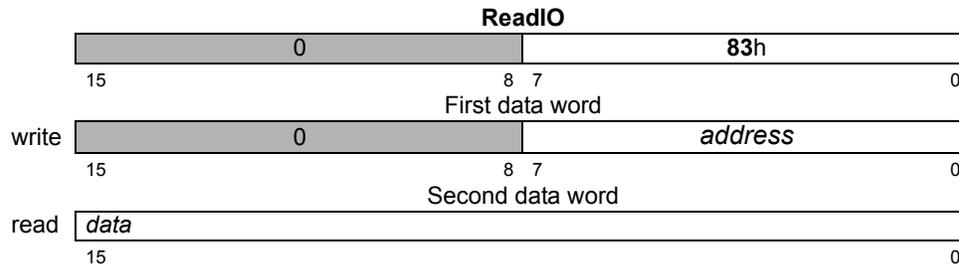 ReadIO
0 83h
15 8 7 0
First data word
write 0 address
15 8 7 0
Second data word
read data
15 0